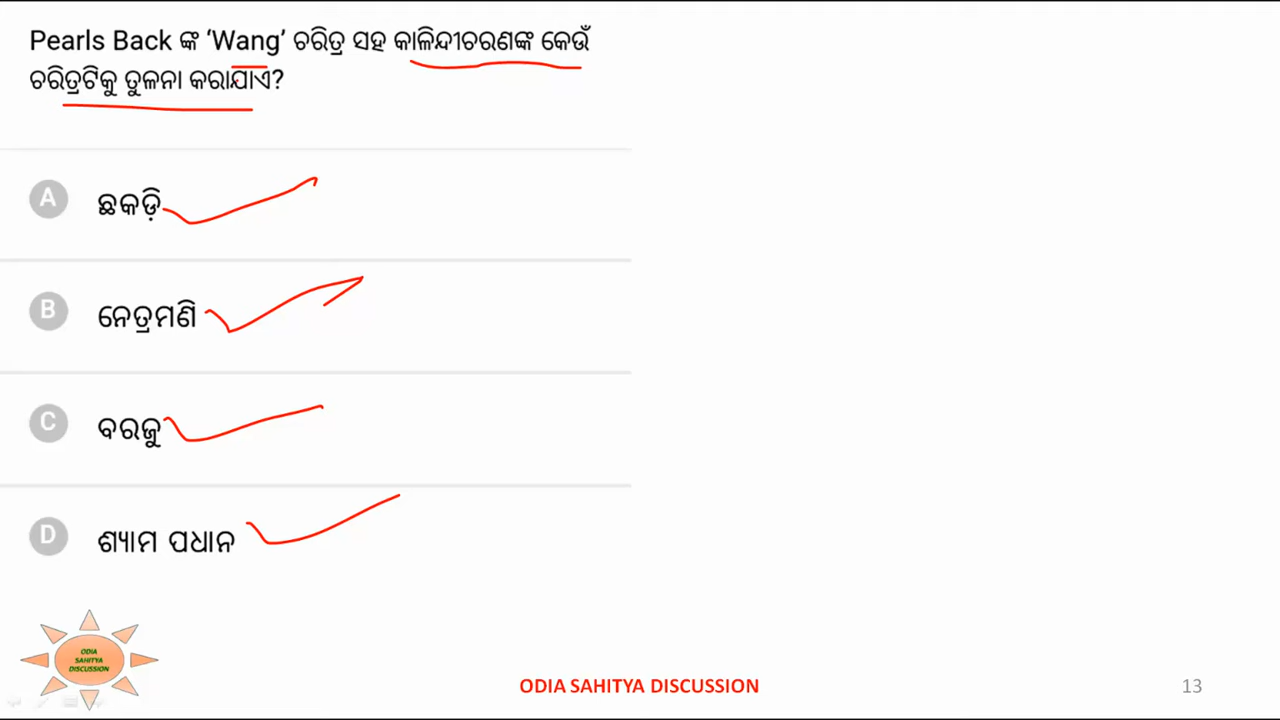 Pearls Back ଙ୍କ ‘Wang’ ଚରିତ୍ର ସହ କାଳିନ୍ଦୀଚରଣଙ୍କ କେଉଁ
ଚରିତ୍ରଟିକୁ ତୁଳନା କରାଯାଏ?
A ଛକଡ଼ି
B ନେତ୍ରମଣି
C ବରଜୁ
D ଶ୍ୟାମ ପଧାନ
ODIA
SAHITYA
DISCUSSION
ODIA SAHITYA DISCUSSION
13